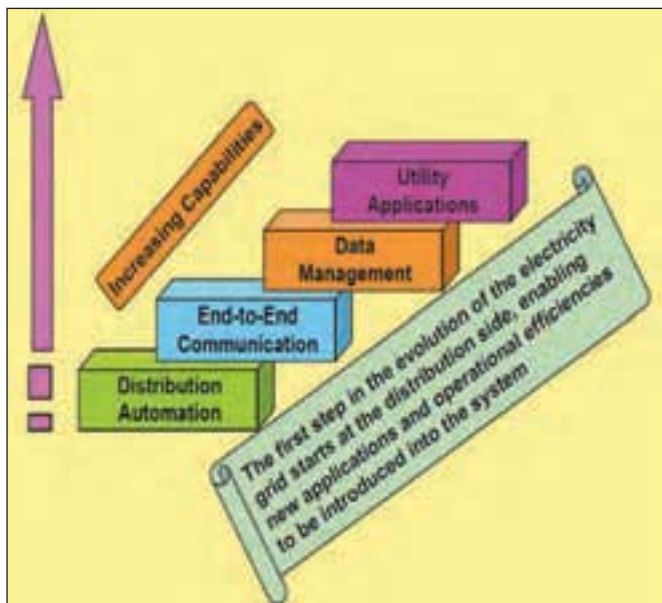 Increasing Capabilities
Utility
Applications
Data
Management
End-to-End
Communication
Distribution
Automation
The first step in the evolution of the electricity
grid starts at the distribution side, enabling
new applications and operational efficiencies
to be introduced into the system